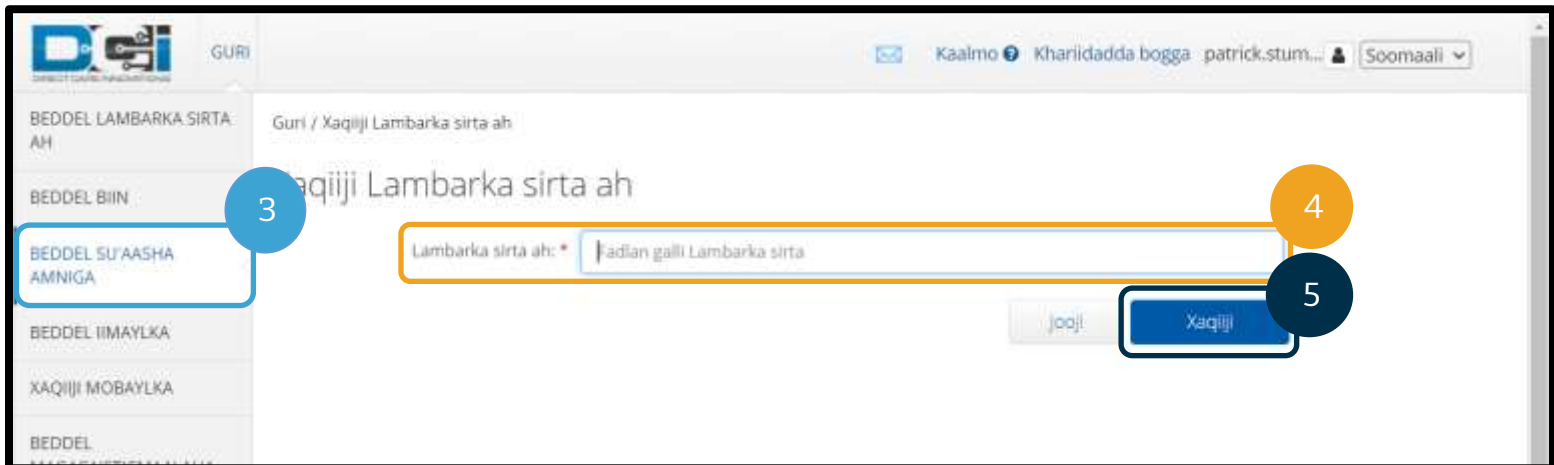 DCI GURI Kaalmo Khariidadda bogga patrick.stum... Soomaali
BEDDEL LAMBARKA SIRTA
AH
Guri / Xaqiiji Lambarka sirta ah
aqiiji Lambarka sirta ah
BEDDEL BIIN
3
4
BEDDEL SU'AASHA
AMNIGA
Lambarka sirta ah: * Fadlan galli Lambarka sirta
5
Jooji Xaqiiji
BEDDEL IIMAYLKA
XAQIIJI MOBAYLKA
BEDDEL